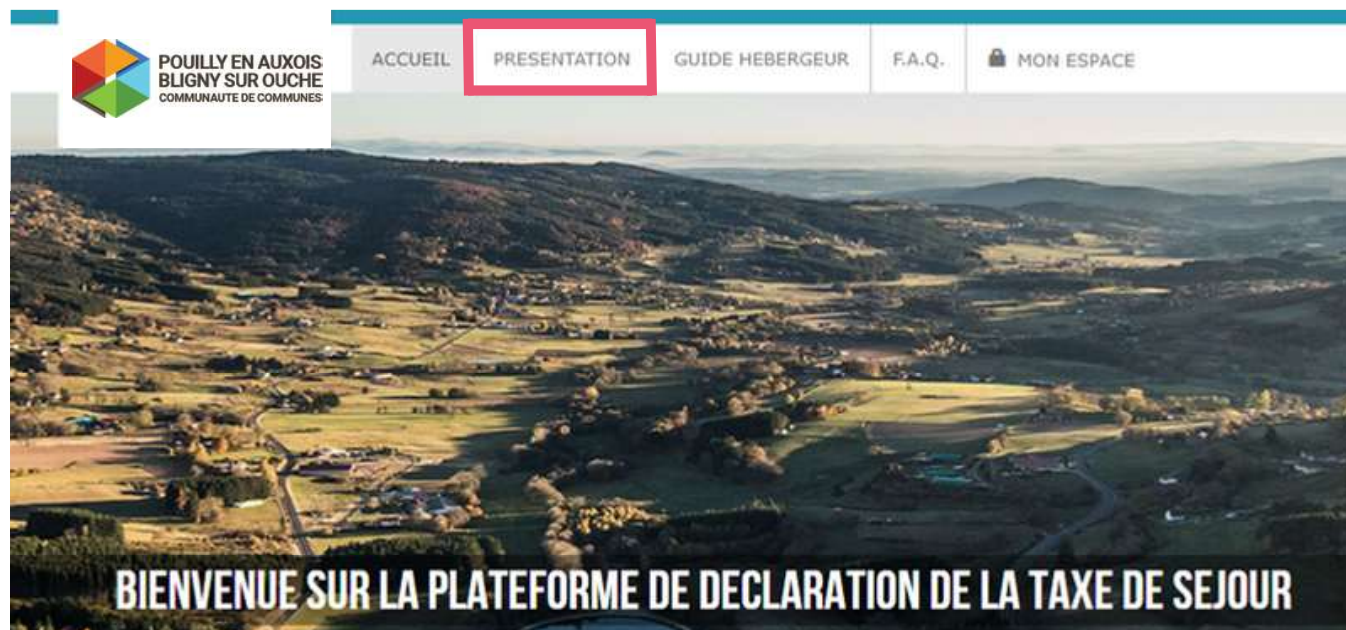 POUILLY EN AUXOIS
BLIGNY SUR OUCHE
COMMUNAUTE DE COMMUNES
ACCUEIL PRESENTATION GUIDE HEBERGEUR F.A.Q. MON ESPACE
BIENVENUE SUR LA PLATEFORME DE DECLARATION DE LA TAXE DE SEJOUR